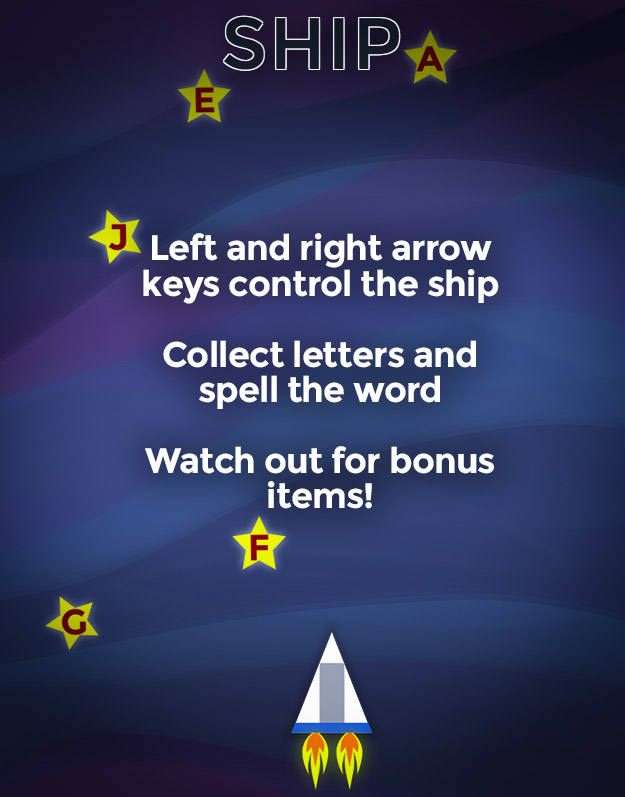 SHIP
A
E
J
Left and right arrow
keys control the ship
Collect letters and
spell the word
Watch out for bonus
items!
F
G